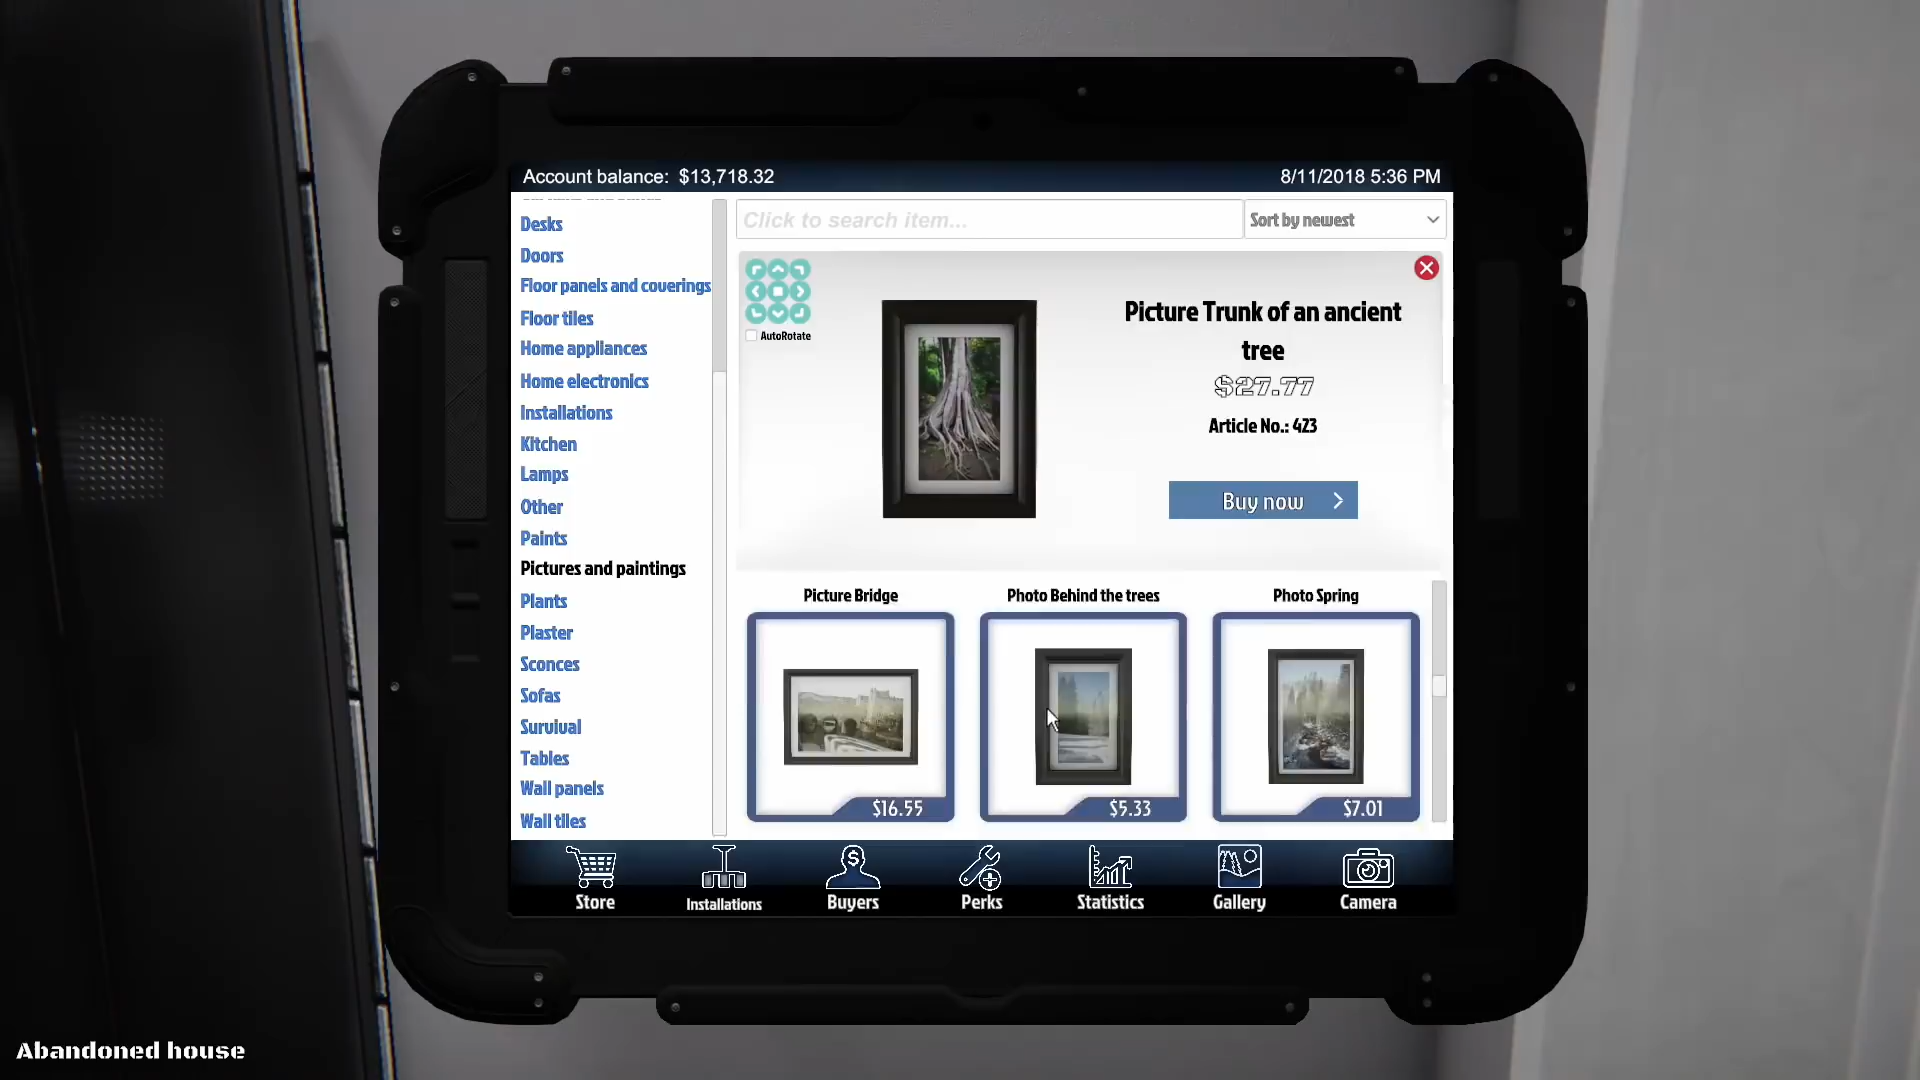 Account balance: $13,718.32
8/11/2018 5:36 PM
Desks
Doors
Floor panels and coverings
Floor tiles
Home appliances
Home electronics
Installations
Kitchen
Lamps
Other
Paints
Pictures and paintings
Plants
Plaster
Sconces
Sofas
Survival
Tables
Wall panels
Wall tiles
Click to search item...
Sort by newest
AutoRotate
Picture Trunk of an ancient
tree
$27.77
Article No.: 423
Buy now
Picture Bridge
Photo Behind the trees
Photo Spring
$16.55
$5.33
$7.01
Store
Installations
Buyers
Perks
Statistics
Gallery
Camera
Abandoned house